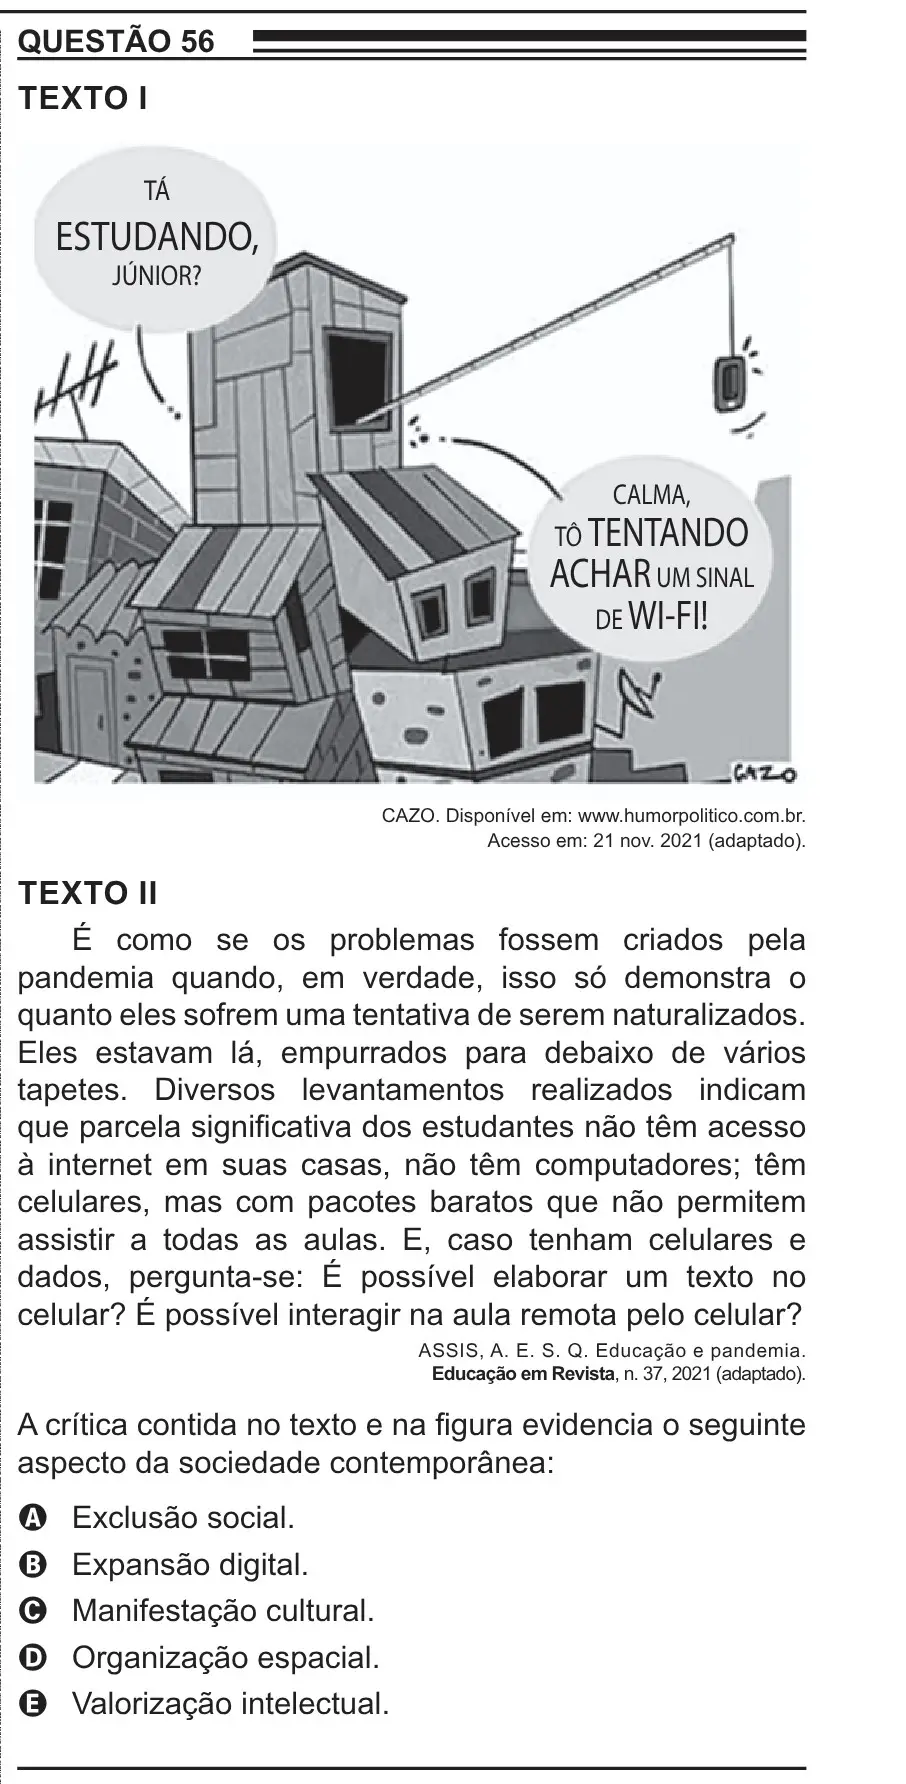 QUESTÃO 56
TEXTO I
TÁ
ESTUDANDO,
JÚNIOR?
CALMA,
TÔ TENTANDO
ACHAR UM SINAL
DE WI-FI!
CAZO
CAZO. Disponível em: www.humorpolitico.com.br.
Acesso em: 21 nov. 2021 (adaptado).
TEXTO II
É como se os problemas fossem criados pela
pandemia quando, em verdade, isso só demonstra o
quanto eles sofrem uma tentativa de serem naturalizados.
Eles estavam lá, empurrados para debaixo de vários
tapetes. Diversos levantamentos realizados indicam
que parcela significativa dos estudantes não têm acesso
à internet em suas casas, não têm computadores; têm
celulares, mas com pacotes baratos que não permitem
assistir a todas as aulas. E, caso tenham celulares e
dados, pergunta-se: É possível elaborar um texto no
celular? É possível interagir na aula remota pelo celular?
ASSIS, A. E. S. Q. Educação e pandemia.
Educação em Revista, n. 37, 2021 (adaptado).
A crítica contida no texto e na figura evidencia o seguinte
aspecto da sociedade contemporânea:
A Exclusão social.
B Expansão digital.
C Manifestação cultural.
D Organização espacial.
E Valorização intelectual.